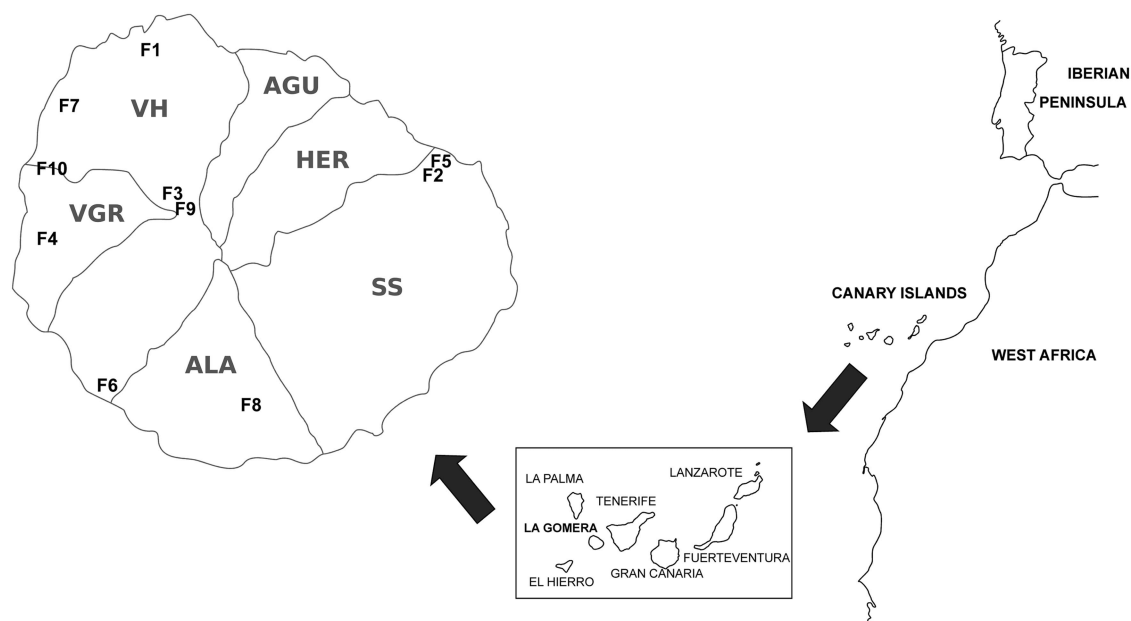 F1
AGU
F7
VH
HER
F5
F2
F10
F3
F9
VGR
F4
SS
ALA
F6
F8
IBERIAN
PENINSULA
CANARY ISLANDS
WEST AFRICA
LA PALMA
LANZAROTE
TENERIFE
LA GOMERA
FUERTEVENTURA
GRAN CANARIA
EL HIERRO